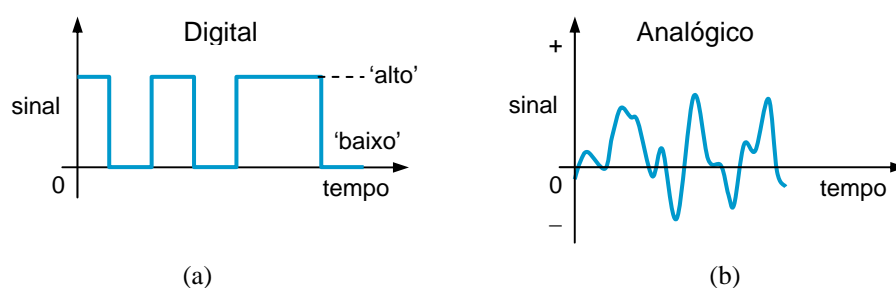 Digital
sinal
'alto'
'baixo'
0
tempo
(a)
Analógico
+
sinal
0
tempo
–
(b)